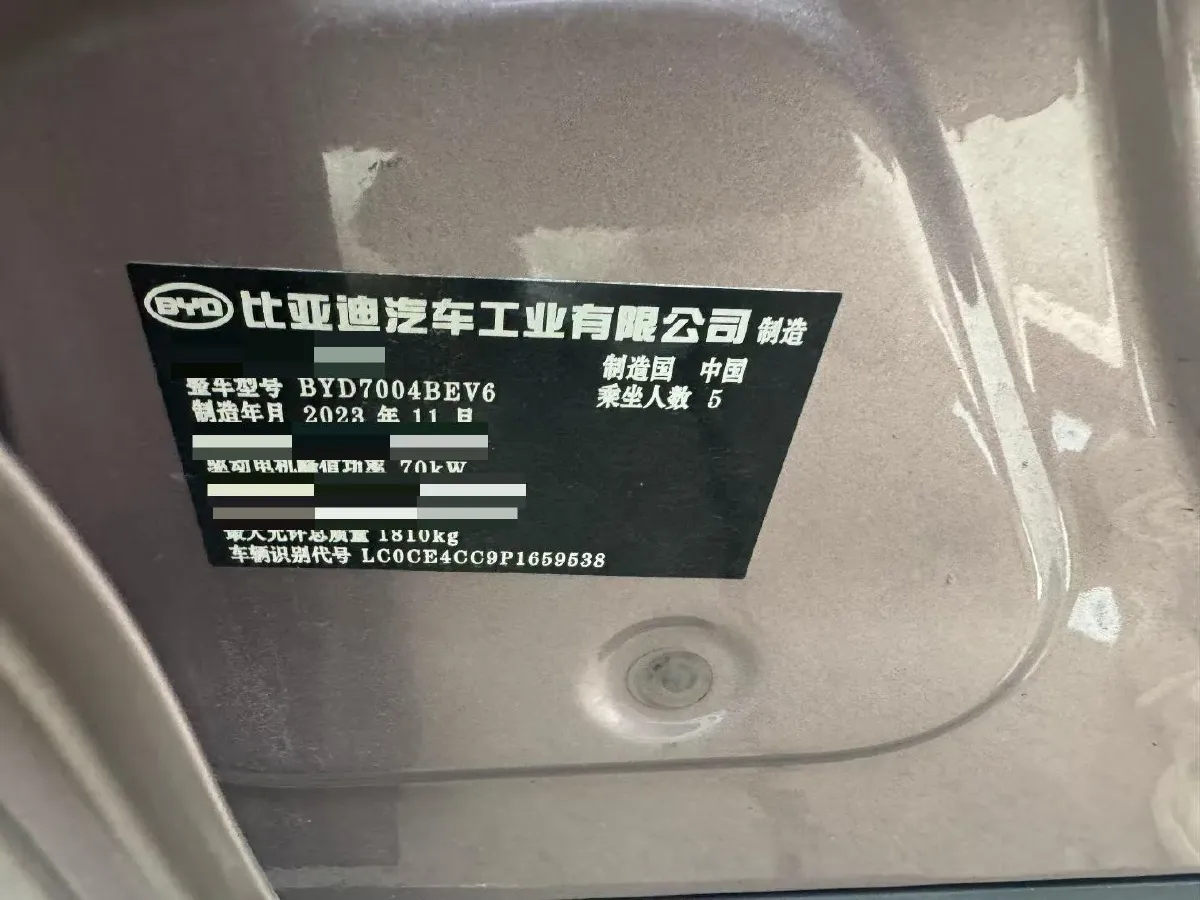 BYD 比亚迪汽车工业有限公司 制造
制造国 中国
整车型号 BYD7004BEV6
乘坐人数 5
制造年月 2023 年 11 月
驱动电机峰值功率 70kW
最大允许总质量 1810kg
车辆识别代号 LC0CE4CC9P1659538